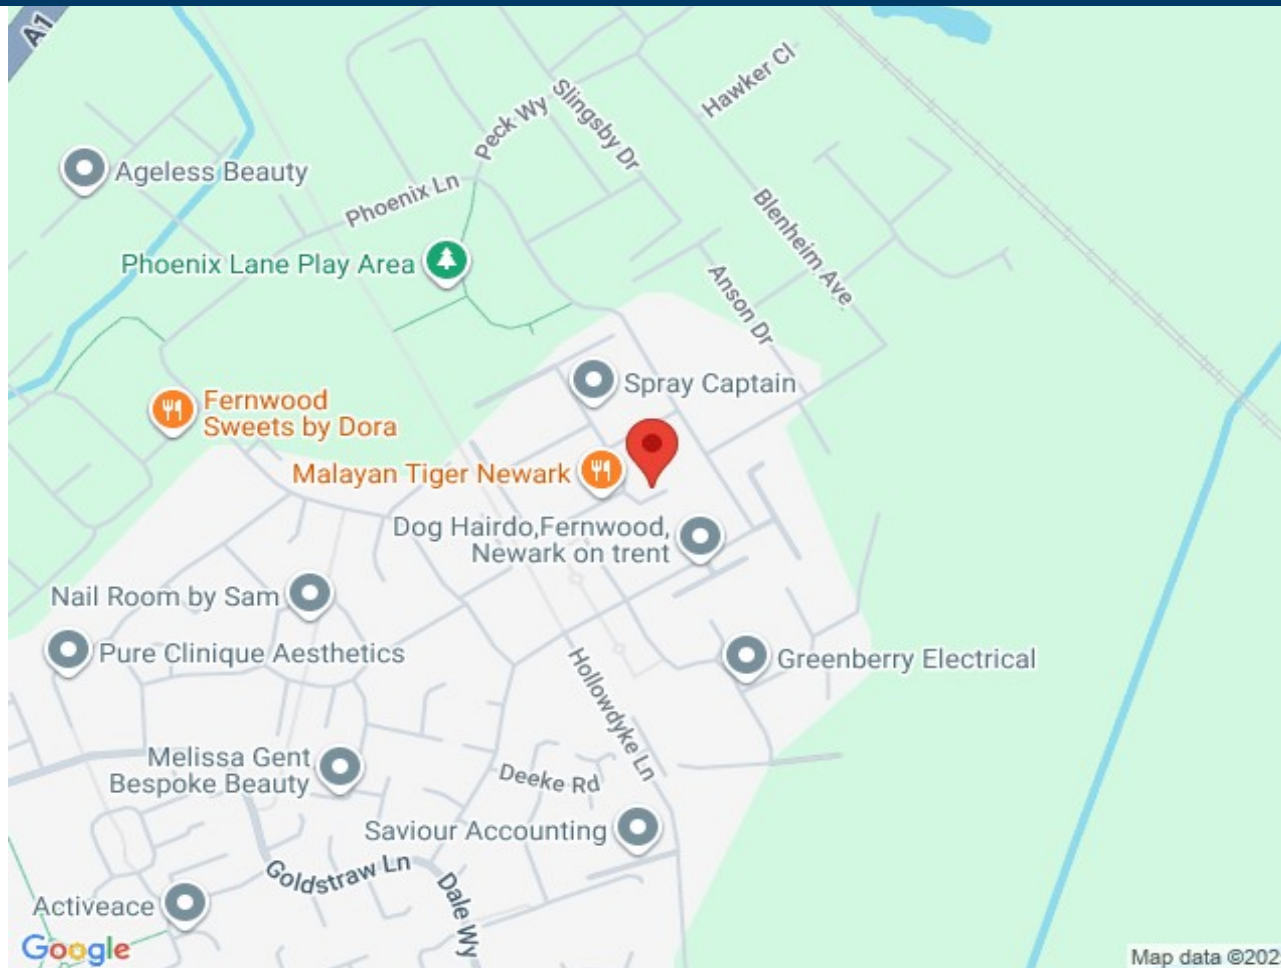 A1
Hawker Cl
Slingsby Dr
Peck Wy
Ageless Beauty
Phoenix Ln
Blenheim Ave
Phoenix Lane Play Area
Anson Dr
Spray Captain
Fernwood
Sweets by Dora
Malayan Tiger Newark
Dog Hairdo,Fernwood,
Newark on trent
Nail Room by Sam
Pure Clinique Aesthetics
Greenberry Electrical
Hollowdyke Ln
Melissa Gent
Bespoke Beauty
Deeke Rd
Saviour Accounting
Goldstraw Ln
Dale Wy
Activeace
Google
Map data ©202